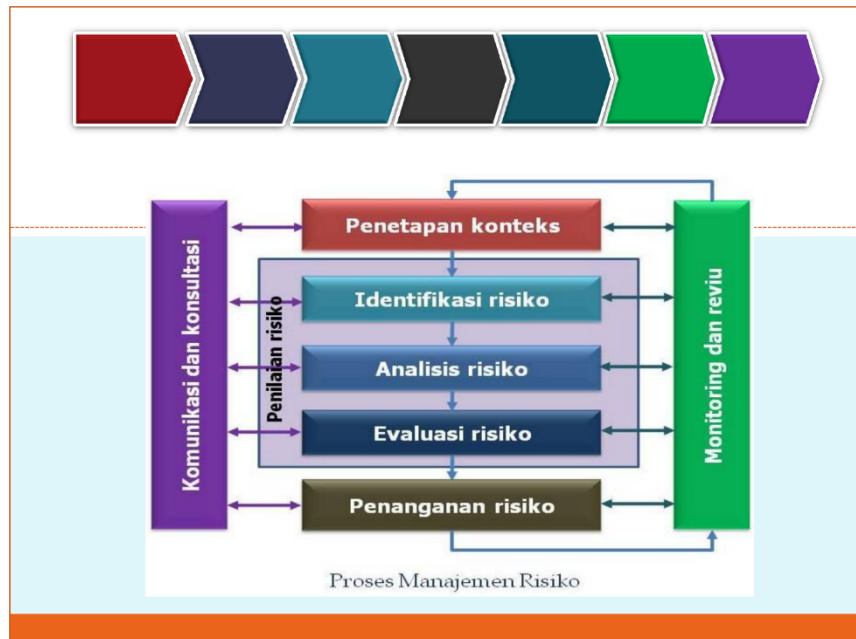 Komunikasi dan konsultasi
Penetapan konteks
Penilaian risiko
Identifikasi risiko
Analisis risiko
Evaluasi risiko
Penanganan risiko
Monitoring dan reviu
Proses Manajemen Risiko